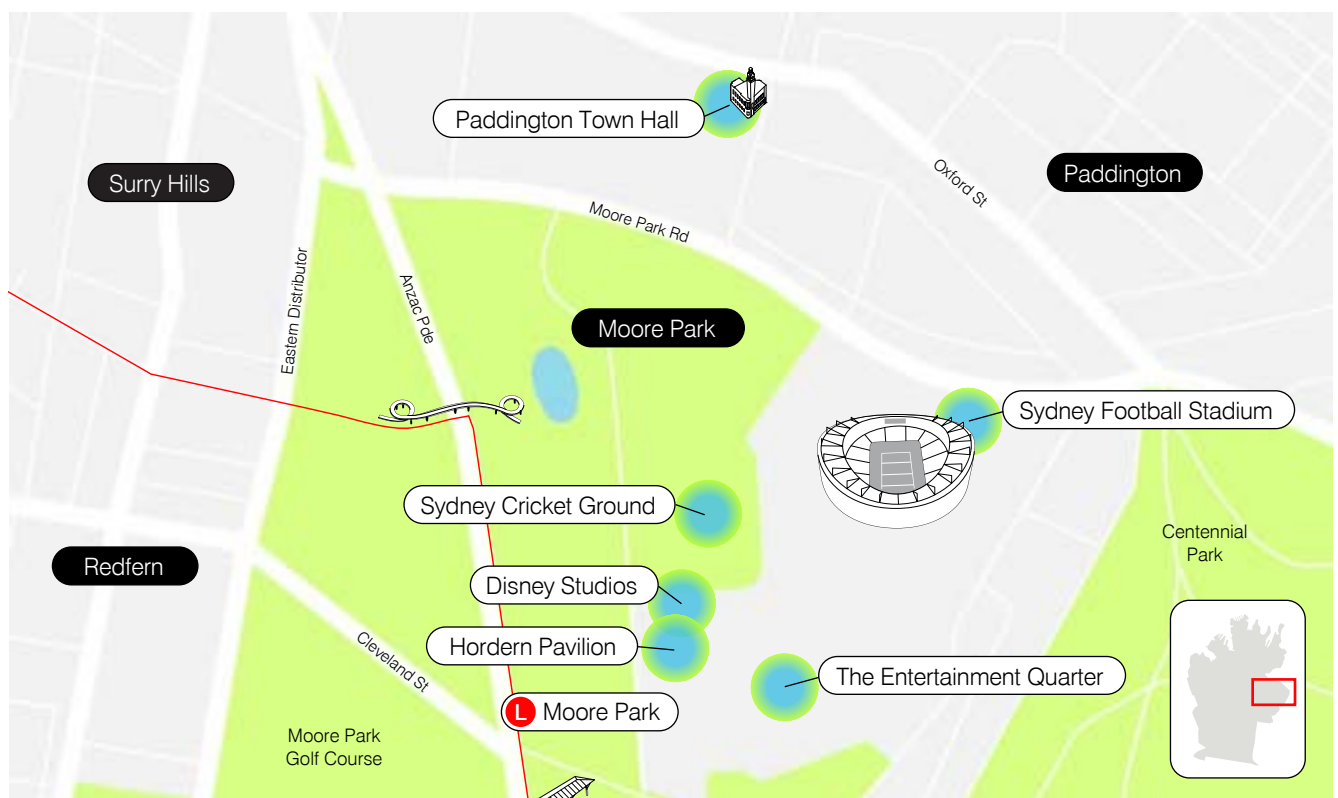 Paddington Town Hall
Surry Hills
Paddington
Oxford St
Moore Park Rd
Eastern Distributor
Anzac Pde
Moore Park
Sydney Football Stadium
Sydney Cricket Ground
Centennial
Park
Redfern
Disney Studios
Hordern Pavilion
Cleveland St
The Entertainment Quarter
L Moore Park
Moore Park
Golf Course